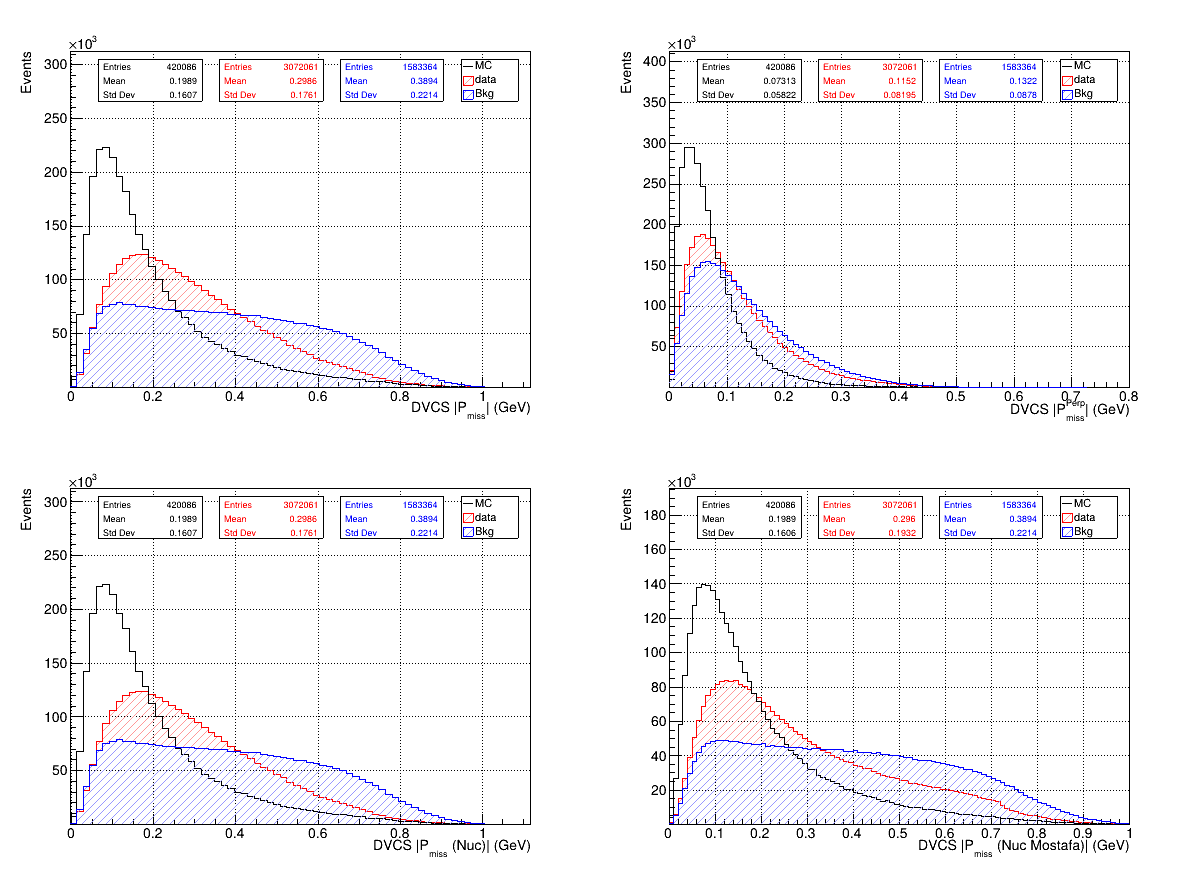 ×10³
Events
300
250
200
150
100
50
Entries 420086
Mean 0.1989
Std Dev 0.1607
Entries 3072061
Mean 0.2986
Std Dev 0.1761
Entries 1583364
Mean 0.3894
Std Dev 0.2214
MC
data
Bkg
0 0.2 0.4 0.6 0.8 1
DVCS |P_miss| (GeV)
×10³
Events
400
350
300
250
200
150
100
50
Entries 420086
Mean 0.07313
Std Dev 0.05822
Entries 3072061
Mean 0.1152
Std Dev 0.08195
Entries 1583364
Mean 0.1322
Std Dev 0.0878
MC
data
Bkg
0 0.1 0.2 0.3 0.4 0.5 0.6 0.7 0.8
DVCS |P^Perp_miss| (GeV)
×10³
Events
300
250
200
150
100
50
Entries 420086
Mean 0.1989
Std Dev 0.1607
Entries 3072061
Mean 0.2986
Std Dev 0.1761
Entries 1583364
Mean 0.3894
Std Dev 0.2214
MC
data
Bkg
0 0.2 0.4 0.6 0.8 1
DVCS |P_miss (Nuc)| (GeV)
×10³
Events
180
160
140
120
100
80
60
40
20
Entries 420086
Mean 0.1989
Std Dev 0.1606
Entries 3072061
Mean 0.296
Std Dev 0.1932
Entries 1583364
Mean 0.3894
Std Dev 0.2214
MC
data
Bkg
0 0.1 0.2 0.3 0.4 0.5 0.6 0.7 0.8 0.9 1
DVCS |P_miss (Nuc Mostafa)| (GeV)